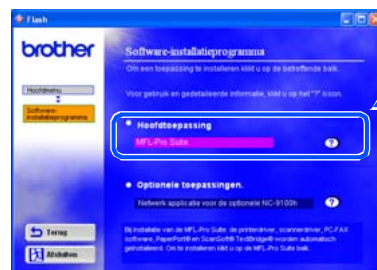 Flash
brother
Software-installatieprogramma
Om een toepassing te installeren klikt u op de betreffende balk.
Hoofdmenu
Voor gebruik en gedetaileerde informatie, klikt u op het "?" icoon.
Software-
installatieprogramma
Hoofdtoepassing
MFL-Pro Suite
?
Optionele toepassingen.
Netwerk applicatie voor de optionele NC-9100h
?
Bij installatie van de MFL-Pro Suite: de printerdriver, scannerdriver, PC-FAX
software, PaperPort® en ScanSoft® TextBridge® worden automatisch
geïnstalleerd. Om te installeren klikt u op de MFL-Pro Suite balk.
Terug
Afsluiten